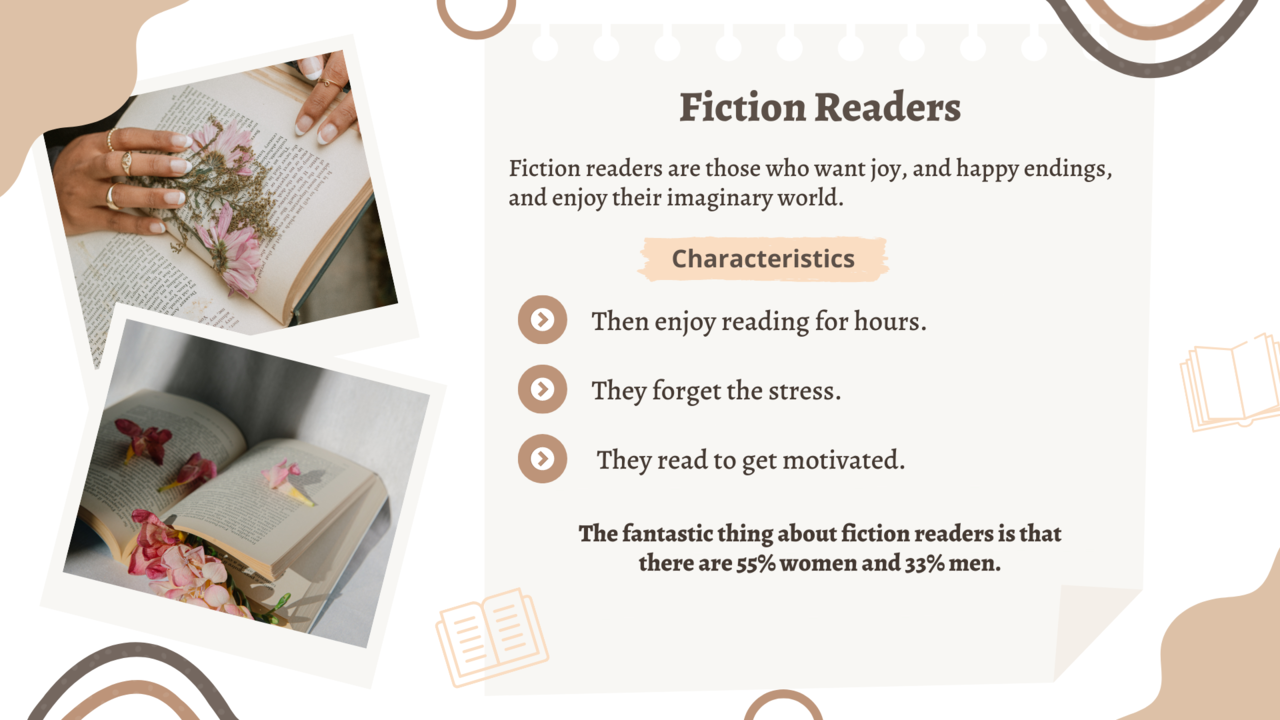 Fiction Readers
Fiction readers are those who want joy, and happy endings,
and enjoy their imaginary world.
Characteristics
Then enjoy reading for hours.
They forget the stress.
They read to get motivated.
The fantastic thing about fiction readers is that
there are 55% women and 33% men.